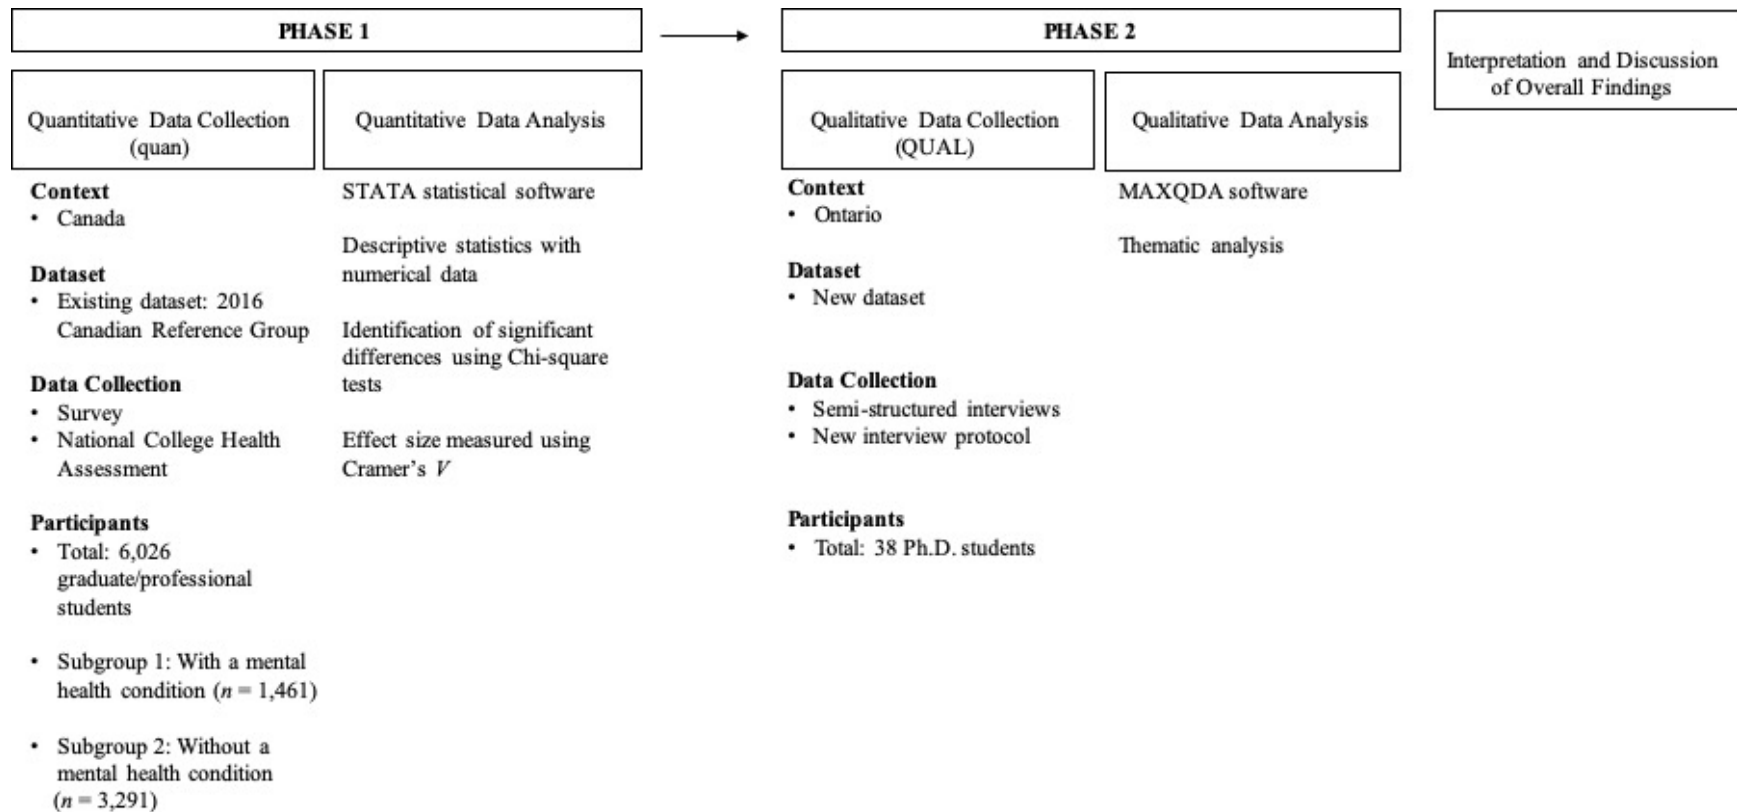 PHASE 1
Quantitative Data Collection
(quan)
Context
• Canada
Dataset
• Existing dataset: 2016
Canadian Reference Group
Data Collection
• Survey
• National College Health
Assessment
Participants
• Total: 6,026
graduate/professional
students
• Subgroup 1: With a mental
health condition (n = 1,461)
• Subgroup 2: Without a
mental health condition
(n = 3,291)
Quantitative Data Analysis
STATA statistical software
Descriptive statistics with
numerical data
Identification of significant
differences using Chi-square
tests
Effect size measured using
Cramer's V
PHASE 2
Qualitative Data Collection
(QUAL)
Context
• Ontario
Dataset
• New dataset
Data Collection
• Semi-structured interviews
• New interview protocol
Participants
• Total: 38 Ph.D. students
Qualitative Data Analysis
MAXQDA software
Thematic analysis
Interpretation and Discussion
of Overall Findings